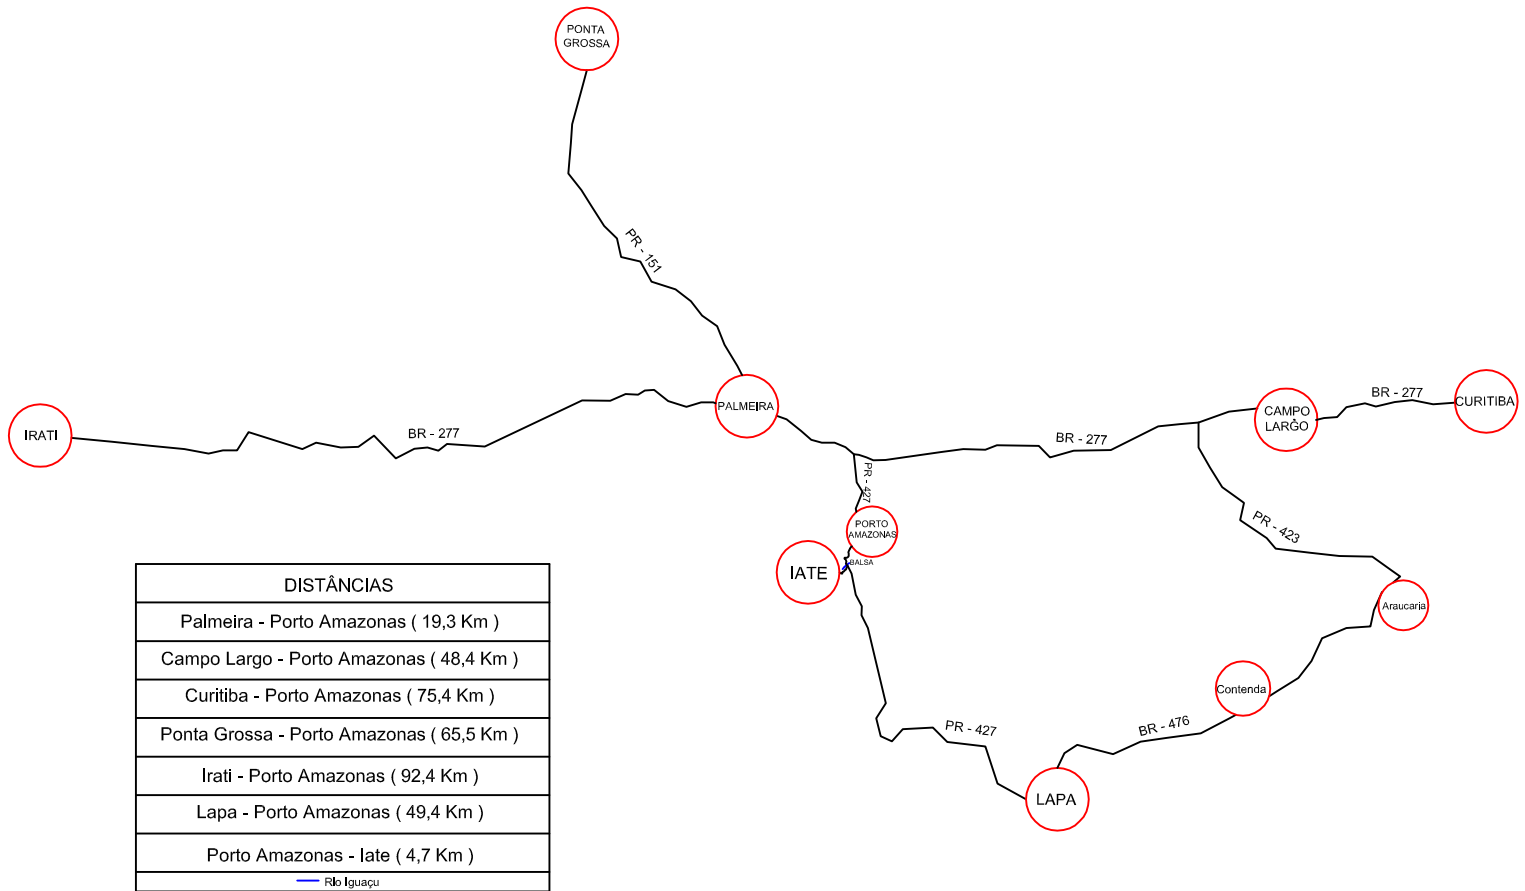 PONTA
GROSSA
PR - 151
PALMEIRA
IRATI
BR - 277
BR - 277
CAMPO
LARGO
BR - 277
CURITIBA
PR - 427
PORTO
AMAZONAS
BALSA
IATE
PR - 423
Araucaria
Contenda
BR - 476
PR - 427
LAPA
DISTÂNCIAS
Palmeira - Porto Amazonas ( 19,3 Km )
Campo Largo - Porto Amazonas ( 48,4 Km )
Curitiba - Porto Amazonas ( 75,4 Km )
Ponta Grossa - Porto Amazonas ( 65,5 Km )
Irati - Porto Amazonas ( 92,4 Km )
Lapa - Porto Amazonas ( 49,4 Km )
Porto Amazonas - Iate ( 4,7 Km )
RIo Iguaçu